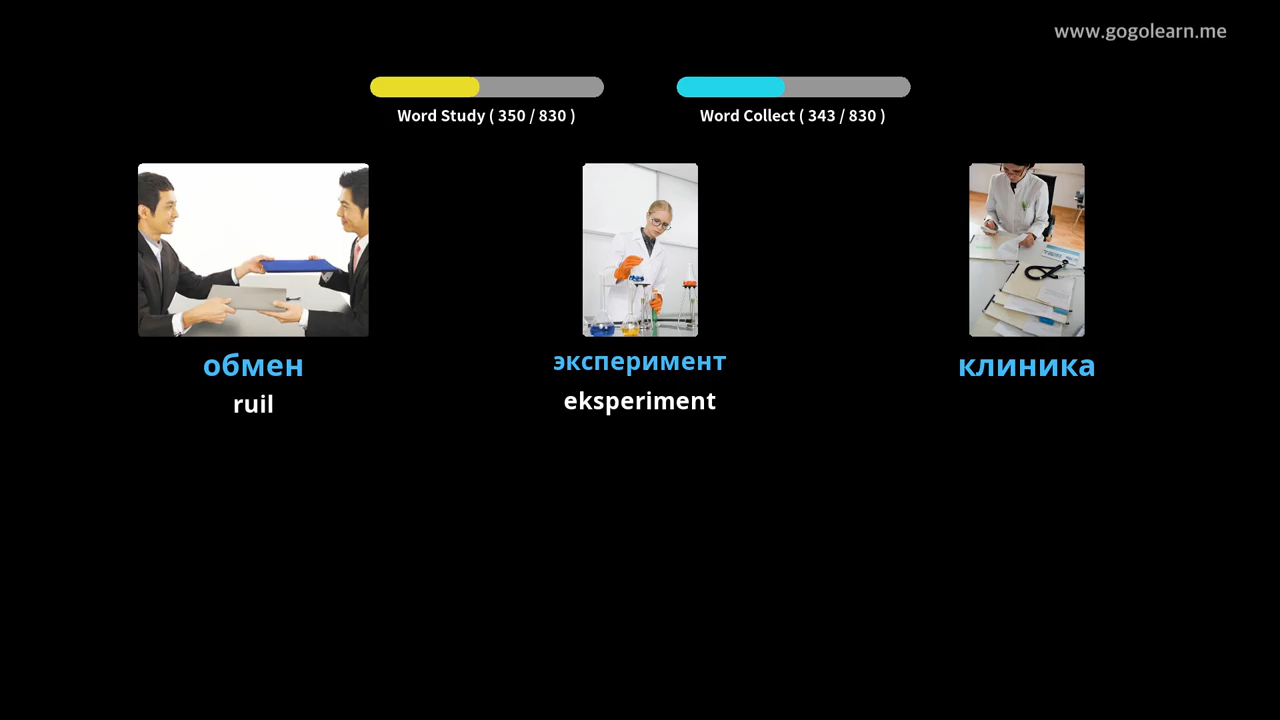 www.gogolearn.me
Word Study ( 350 / 830 )
Word Collect ( 343 / 830 )
обмен
ruil
эксперимент
eksperiment
клиника